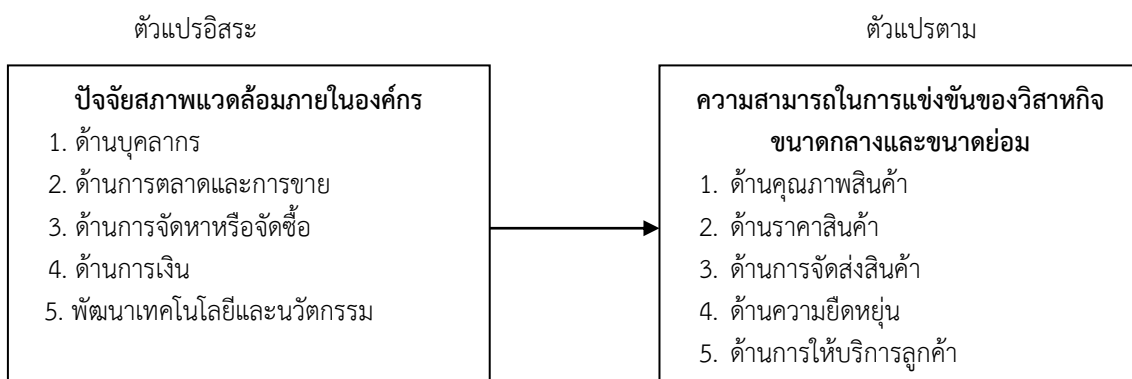 ตัวแปรอิสระ
ปัจจัยสภาพแวดล้อมภายในองค์กร
1. ด้านบุคลากร
2. ด้านการตลาดและการขาย
3. ด้านการจัดหาหรือจัดซื้อ
4. ด้านการเงิน
5. พัฒนาเทคโนโลยีและนวัตกรรม
ตัวแปรตาม
ความสามารถในการแข่งขันของวิสาหกิจ
ขนาดกลางและขนาดย่อม
1. ด้านคุณภาพสินค้า
2. ด้านราคาสินค้า
3. ด้านการจัดส่งสินค้า
4. ด้านความยืดหยุ่น
5. ด้านการให้บริการลูกค้า